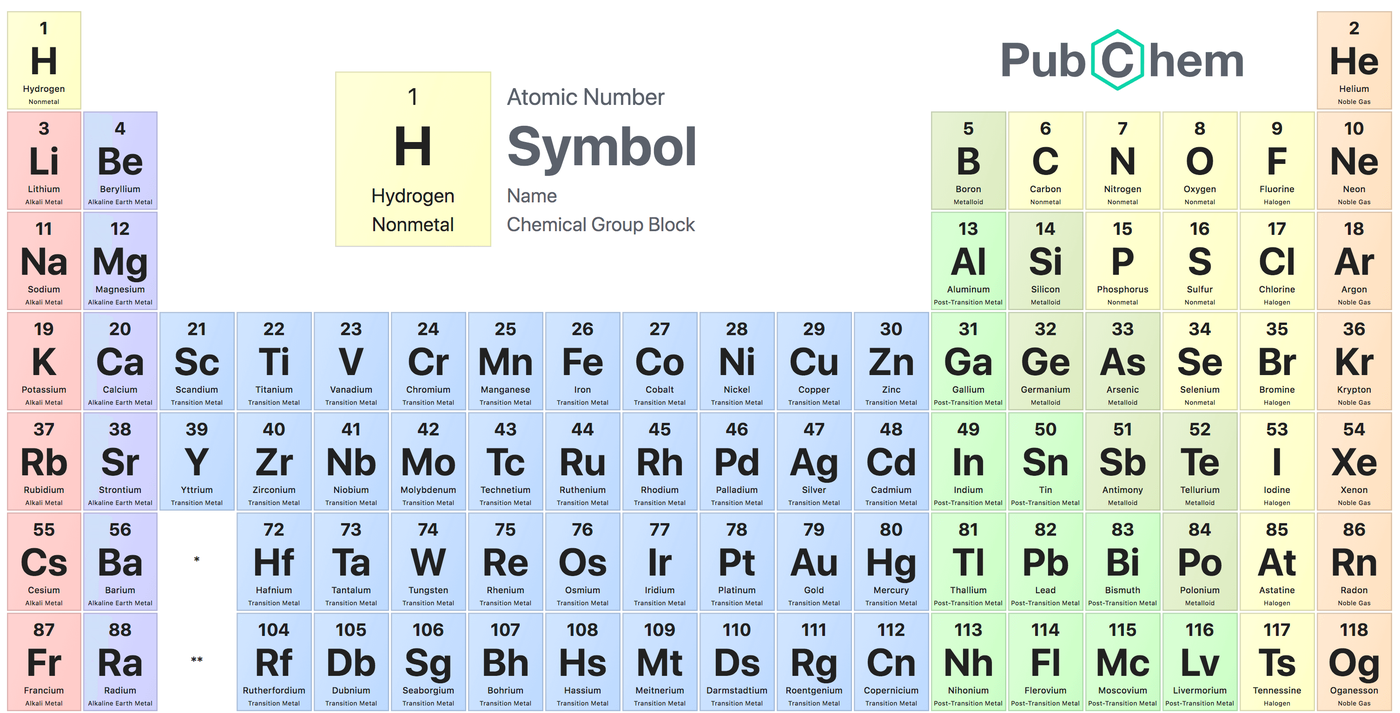 1
H
Hydrogen
Nonmetal
1
H
Hydrogen
Nonmetal
Atomic Number
Symbol
Name
Chemical Group Block
PubChem
2
He
Helium
Noble Gas
3
Li
Lithium
Alkali Metal
4
Be
Beryllium
Alkaline Earth Metal
5
B
Boron
Metalloid
6
C
Carbon
Nonmetal
7
N
Nitrogen
Nonmetal
8
O
Oxygen
Nonmetal
9
F
Fluorine
Halogen
10
Ne
Neon
Noble Gas
11
Na
Sodium
Alkali Metal
12
Mg
Magnesium
Alkaline Earth Metal
13
Al
Aluminum
Post-Transition Metal
14
Si
Silicon
Metalloid
15
P
Phosphorus
Nonmetal
16
S
Sulfur
Nonmetal
17
Cl
Chlorine
Halogen
18
Ar
Argon
Noble Gas
19
K
Potassium
Alkali Metal
20
Ca
Calcium
Alkaline Earth Metal
21
Sc
Scandium
Transition Metal
22
Ti
Titanium
Transition Metal
23
V
Vanadium
Transition Metal
24
Cr
Chromium
Transition Metal
25
Mn
Manganese
Transition Metal
26
Fe
Iron
Transition Metal
27
Co
Cobalt
Transition Metal
28
Ni
Nickel
Transition Metal
29
Cu
Copper
Transition Metal
30
Zn
Zinc
Transition Metal
31
Ga
Gallium
Post-Transition Metal
32
Ge
Germanium
Metalloid
33
As
Arsenic
Metalloid
34
Se
Selenium
Nonmetal
35
Br
Bromine
Halogen
36
Kr
Krypton
Noble Gas
37
Rb
Rubidium
Alkali Metal
38
Sr
Strontium
Alkaline Earth Metal
39
Y
Yttrium
Transition Metal
40
Zr
Zirconium
Transition Metal
41
Nb
Niobium
Transition Metal
42
Mo
Molybdenum
Transition Metal
43
Tc
Technetium
Transition Metal
44
Ru
Ruthenium
Transition Metal
45
Rh
Rhodium
Transition Metal
46
Pd
Palladium
Transition Metal
47
Ag
Silver
Transition Metal
48
Cd
Cadmium
Transition Metal
49
In
Indium
Post-Transition Metal
50
Sn
Tin
Post-Transition Metal
51
Sb
Antimony
Metalloid
52
Te
Tellurium
Metalloid
53
I
Iodine
Halogen
54
Xe
Xenon
Noble Gas
55
Cs
Cesium
Alkali Metal
56
Ba
Barium
Alkaline Earth Metal
*
72
Hf
Hafnium
Transition Metal
73
Ta
Tantalum
Transition Metal
74
W
Tungsten
Transition Metal
75
Re
Rhenium
Transition Metal
76
Os
Osmium
Transition Metal
77
Ir
Iridium
Transition Metal
78
Pt
Platinum
Transition Metal
79
Au
Gold
Transition Metal
80
Hg
Mercury
Transition Metal
81
Tl
Thallium
Post-Transition Metal
82
Pb
Lead
Post-Transition Metal
83
Bi
Bismuth
Post-Transition Metal
84
Po
Polonium
Metalloid
85
At
Astatine
Halogen
86
Rn
Radon
Noble Gas
87
Fr
Francium
Alkali Metal
88
Ra
Radium
Alkaline Earth Metal
**
104
Rf
Rutherfordium
Transition Metal
105
Db
Dubnium
Transition Metal
106
Sg
Seaborgium
Transition Metal
107
Bh
Bohrium
Transition Metal
108
Hs
Hassium
Transition Metal
109
Mt
Meitnerium
Transition Metal
110
Ds
Darmstadtium
Transition Metal
111
Rg
Roentgenium
Transition Metal
112
Cn
Copernicium
Transition Metal
113
Nh
Nihonium
Post-Transition Metal
114
Fl
Flerovium
Post-Transition Metal
115
Mc
Moscovium
Post-Transition Metal
116
Lv
Livermorium
Post-Transition Metal
117
Ts
Tennessine
Halogen
118
Og
Oganesson
Noble Gas